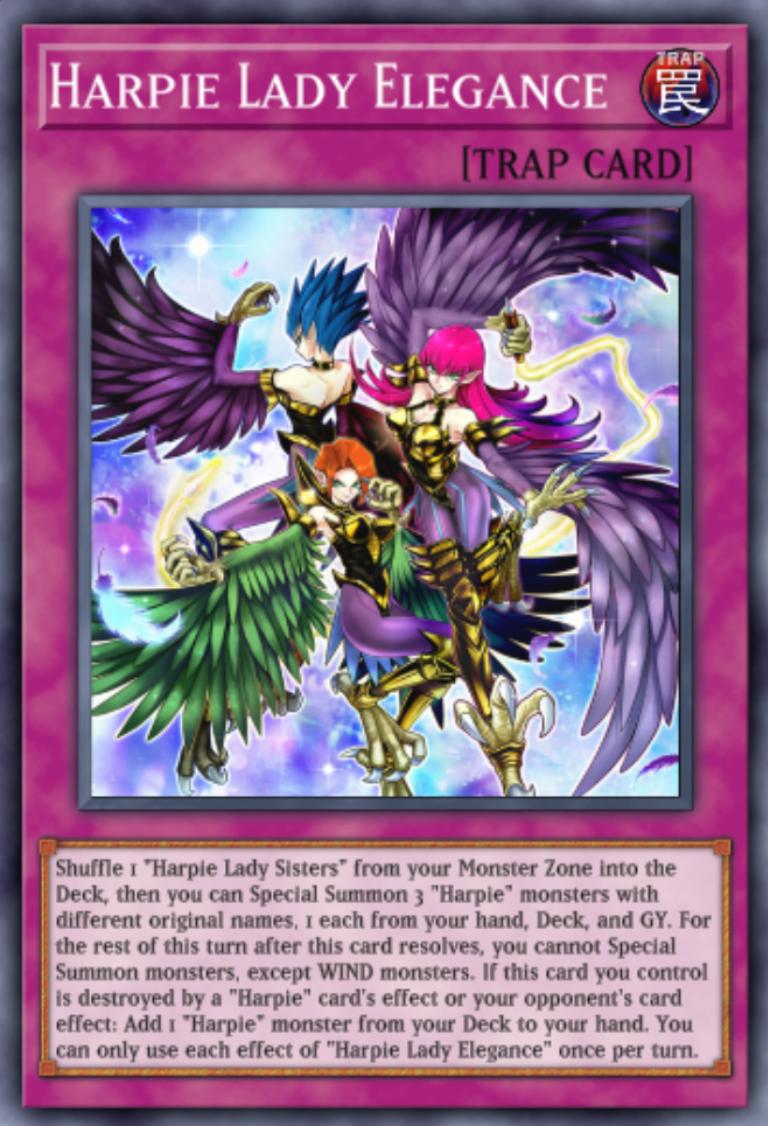 HARPIE LADY ELEGANCE
TRAP
罠
[TRAP CARD]
Shuffle 1 "Harpie Lady Sisters" from your Monster Zone into the
Deck, then you can Special Summon 3 "Harpie" monsters with
different original names, 1 each from your hand, Deck, and GY. For
the rest of this turn after this card resolves, you cannot Special
Summon monsters, except WIND monsters. If this card you control
is destroyed by a "Harpie" card's effect or your opponent's card
effect: Add 1 "Harpie" monster from your Deck to your hand. You
can only use each effect of "Harpie Lady Elegance" once per turn.